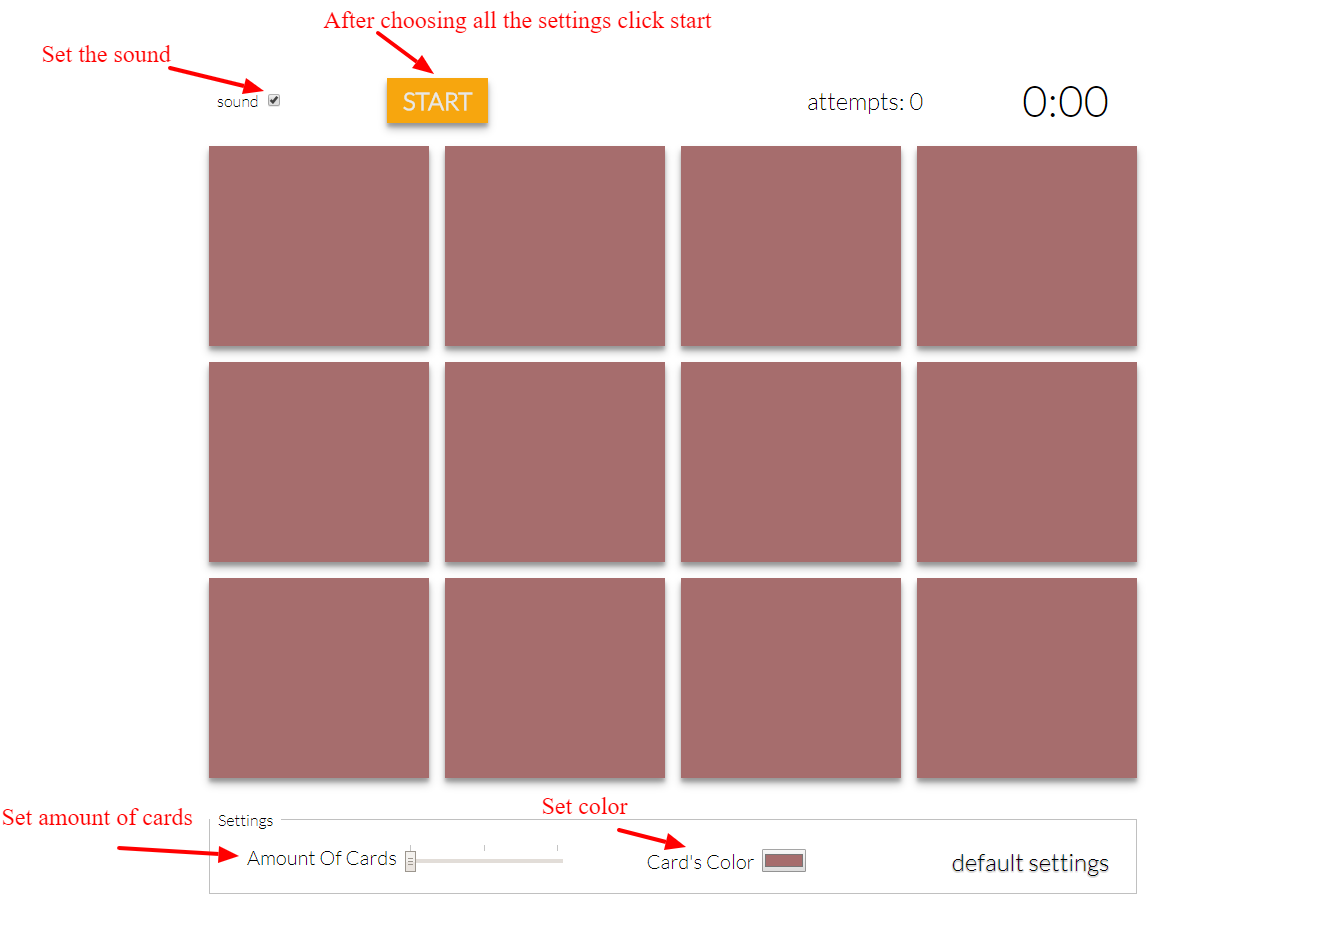 After choosing all the settings click start
Set the sound
sound
START
attempts: 0
0:00
Set amount of cards
Set color
Settings
Amount Of Cards
Card's Color
default settings